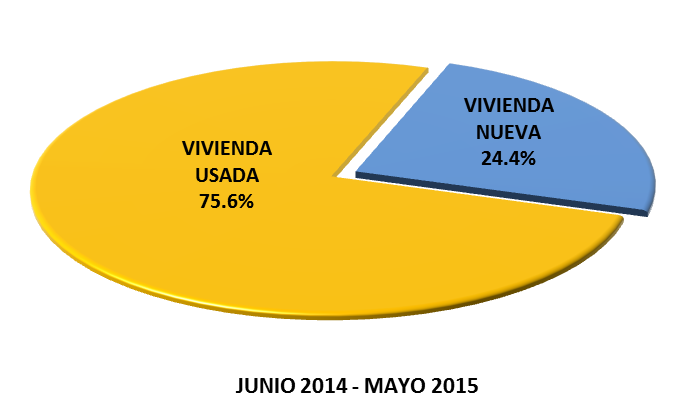 VIVIENDA
NUEVA
24.4%
VIVIENDA
USADA
75.6%
JUNIO 2014 - MAYO 2015